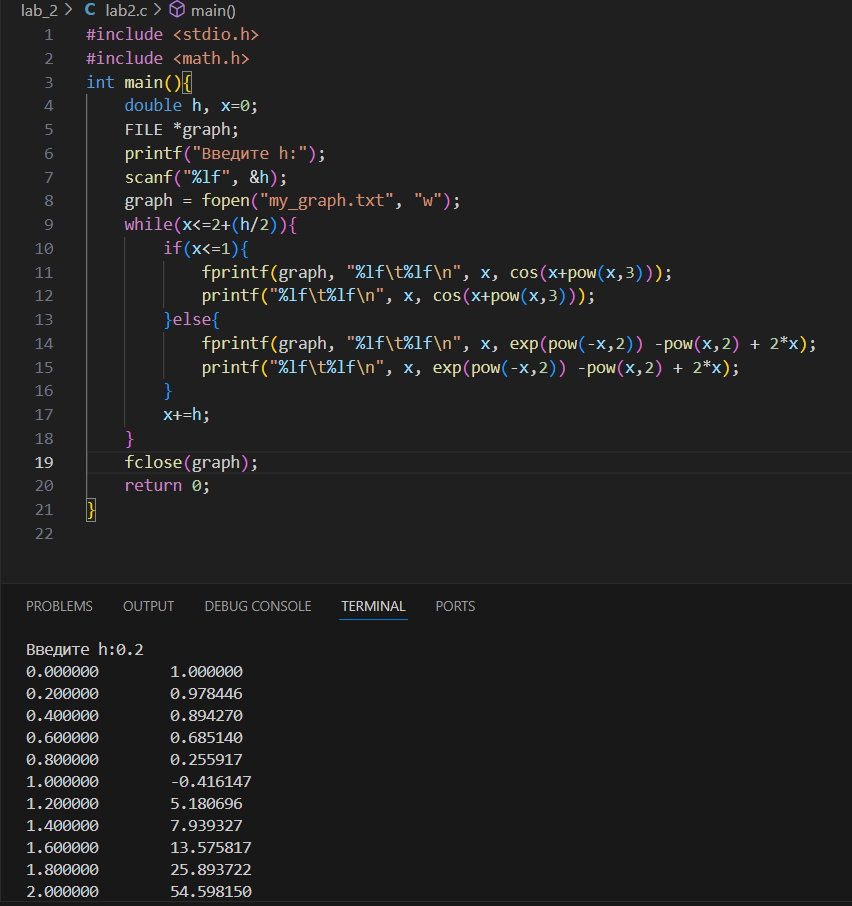 lab_2 > C lab2.c > main()
1 #include <stdio.h>
2 #include <math.h>
3 int main(){
4     double h, x=0;
5     FILE *graph;
6     printf("Введите h:");
7     scanf("%lf", &h);
8     graph = fopen("my_graph.txt", "w");
9     while(x<=2+(h/2)){
10         if(x<=1){
11             fprintf(graph, "%lf\t%lf\n", x, cos(x+pow(x,3)));
12             printf("%lf\t%lf\n", x, cos(x+pow(x,3)));
13         }else{
14             fprintf(graph, "%lf\t%lf\n", x, exp(pow(-x,2)) -pow(x,2) + 2*x);
15             printf("%lf\t%lf\n", x, exp(pow(-x,2)) -pow(x,2) + 2*x);
16         }
17         x+=h;
18     }
19     fclose(graph);
20     return 0;
21 }
22
PROBLEMS OUTPUT DEBUG CONSOLE TERMINAL PORTS
Введите h:0.2
0.000000 1.000000
0.200000 0.978446
0.400000 0.894270
0.600000 0.685140
0.800000 0.255917
1.000000 -0.416147
1.200000 5.180696
1.400000 7.939327
1.600000 13.575817
1.800000 25.893722
2.000000 54.598150